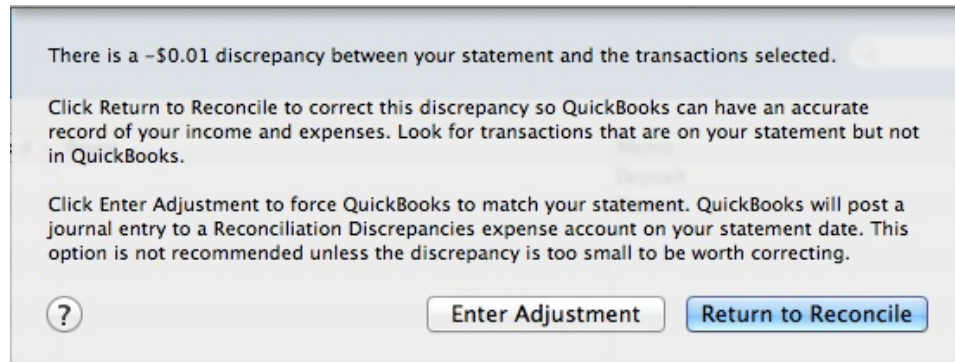 There is a -$0.01 discrepancy between your statement and the transactions selected.
Click Return to Reconcile to correct this discrepancy so QuickBooks can have an accurate
record of your income and expenses. Look for transactions that are on your statement but not
in QuickBooks.
Click Enter Adjustment to force QuickBooks to match your statement. QuickBooks will post a
journal entry to a Reconciliation Discrepancies expense account on your statement date. This
option is not recommended unless the discrepancy is too small to be worth correcting.
? Enter Adjustment Return to Reconcile